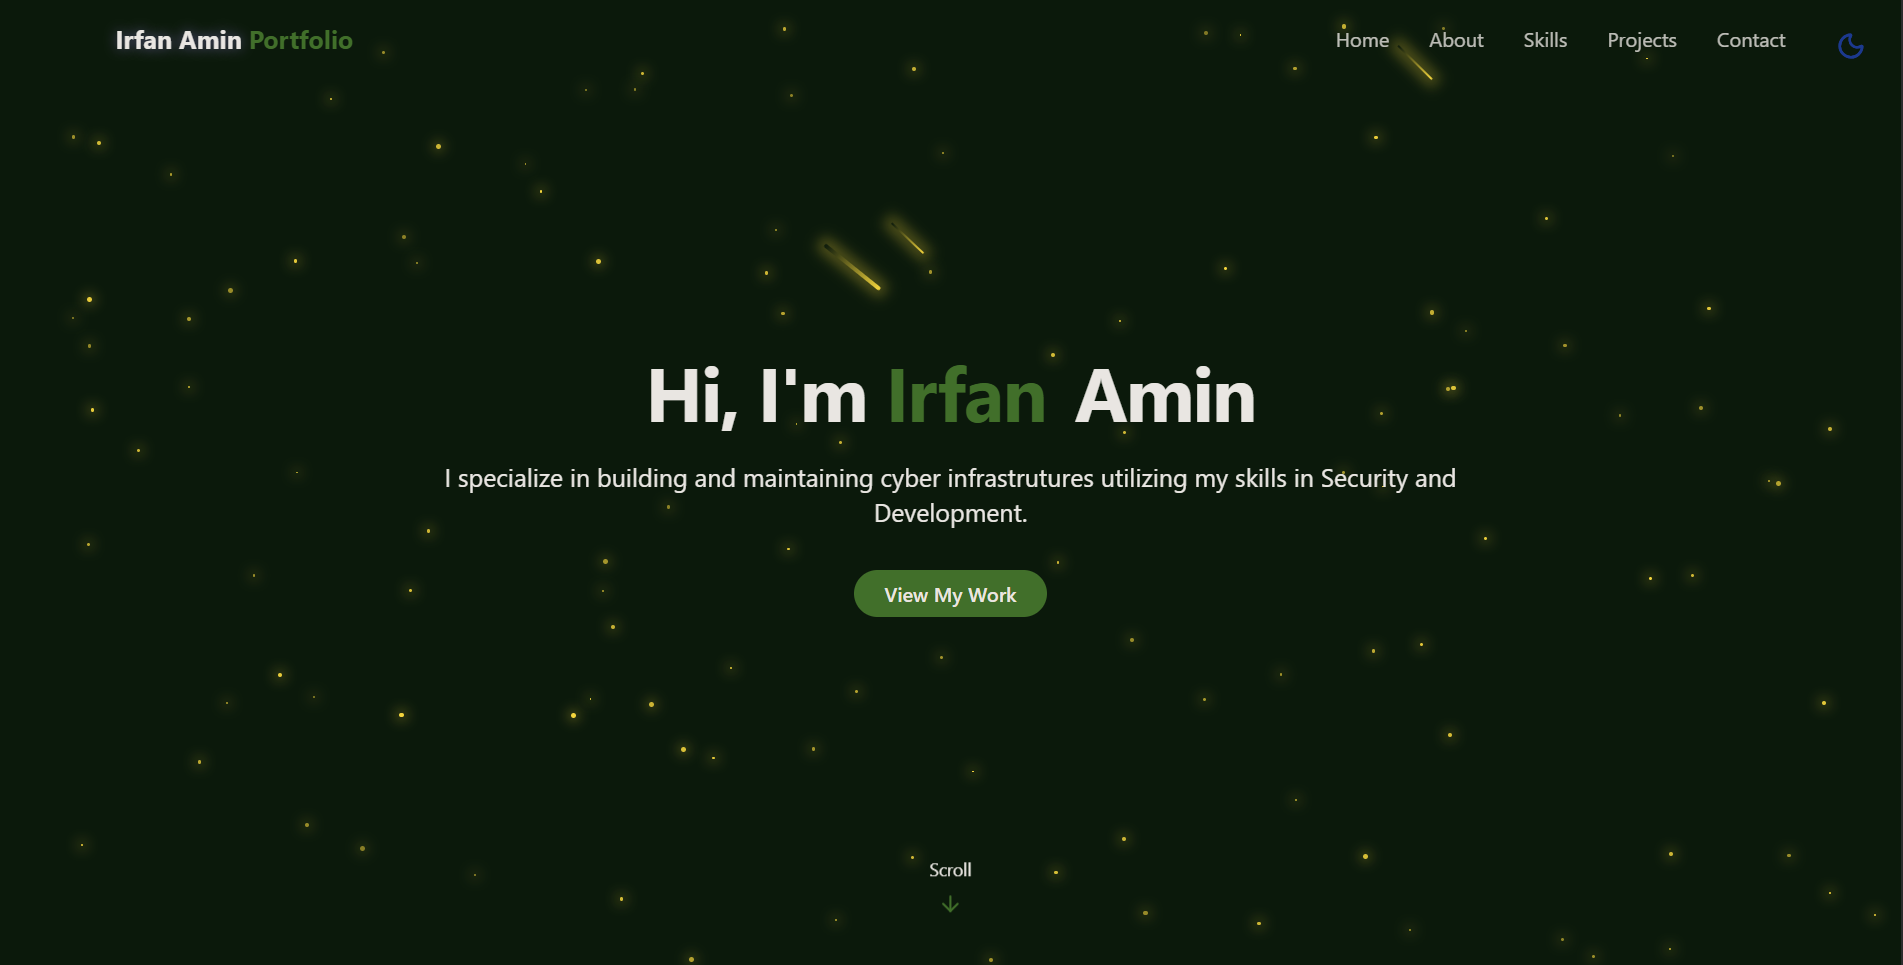 Irfan Amin Portfolio
Home About Skills Projects Contact
Hi, I'm Irfan Amin
I specialize in building and maintaining cyber infrastrutures utilizing my skills in Security and
Development.
View My Work
Scroll